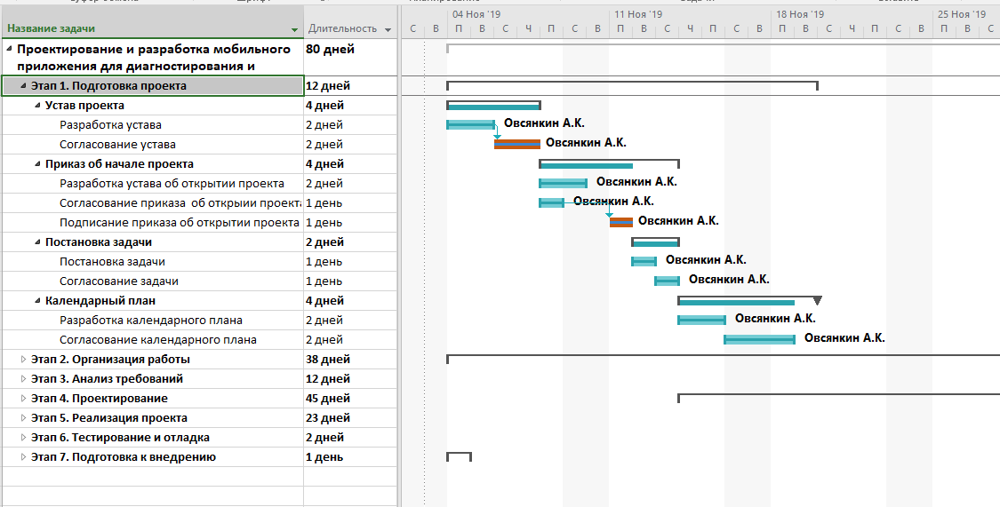 04 Ноя '19 11 Ноя '19 18 Ноя '19 25 Ноя '19
Название задачи Длительность С В П В С Ч П С В П В С Ч П С В П В С Ч П С В П В С
Проектирование и разработка мобильного 80 дней
приложения для диагностирования и
Этап 1. Подготовка проекта 12 дней
Устав проекта 4 дней
Разработка устава 2 дней Овсянкин А.К.
Согласование устава 2 дней Овсянкин А.К.
Приказ об начале проекта 4 дней
Разработка устава об открытии проекта 2 дней Овсянкин А.К.
Согласование приказа об открыии проект 1 день Овсянкин А.К.
Подписание приказа об открытии проекта 1 день Овсянкин А.К.
Постановка задачи 2 дней
Постановка задачи 1 день Овсянкин А.К.
Согласование задачи 1 день Овсянкин А.К.
Календарный план 4 дней
Разработка календарного плана 2 дней Овсянкин А.К.
Согласование календарного плана 2 дней Овсянкин А.К.
Этап 2. Организация работы 38 дней
Этап 3. Анализ требований 12 дней
Этап 4. Проектирование 45 дней
Этап 5. Реализация проекта 23 дней
Этап 6. Тестирование и отладка 2 дней
Этап 7. Подготовка к внедрению 1 день